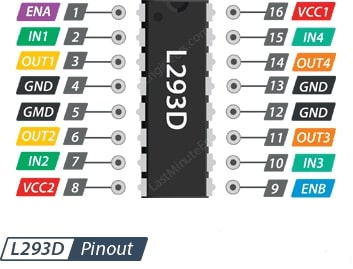 ENA 1
IN1 2
OUT1 3
GND 4
GMD 5
OUT2 6
IN2 7
VCC2 8
L293D
16 VCC1
15 IN4
14 OUT4
13 GND
12 GND
11 OUT3
10 IN3
9 ENB
L293D Pinout